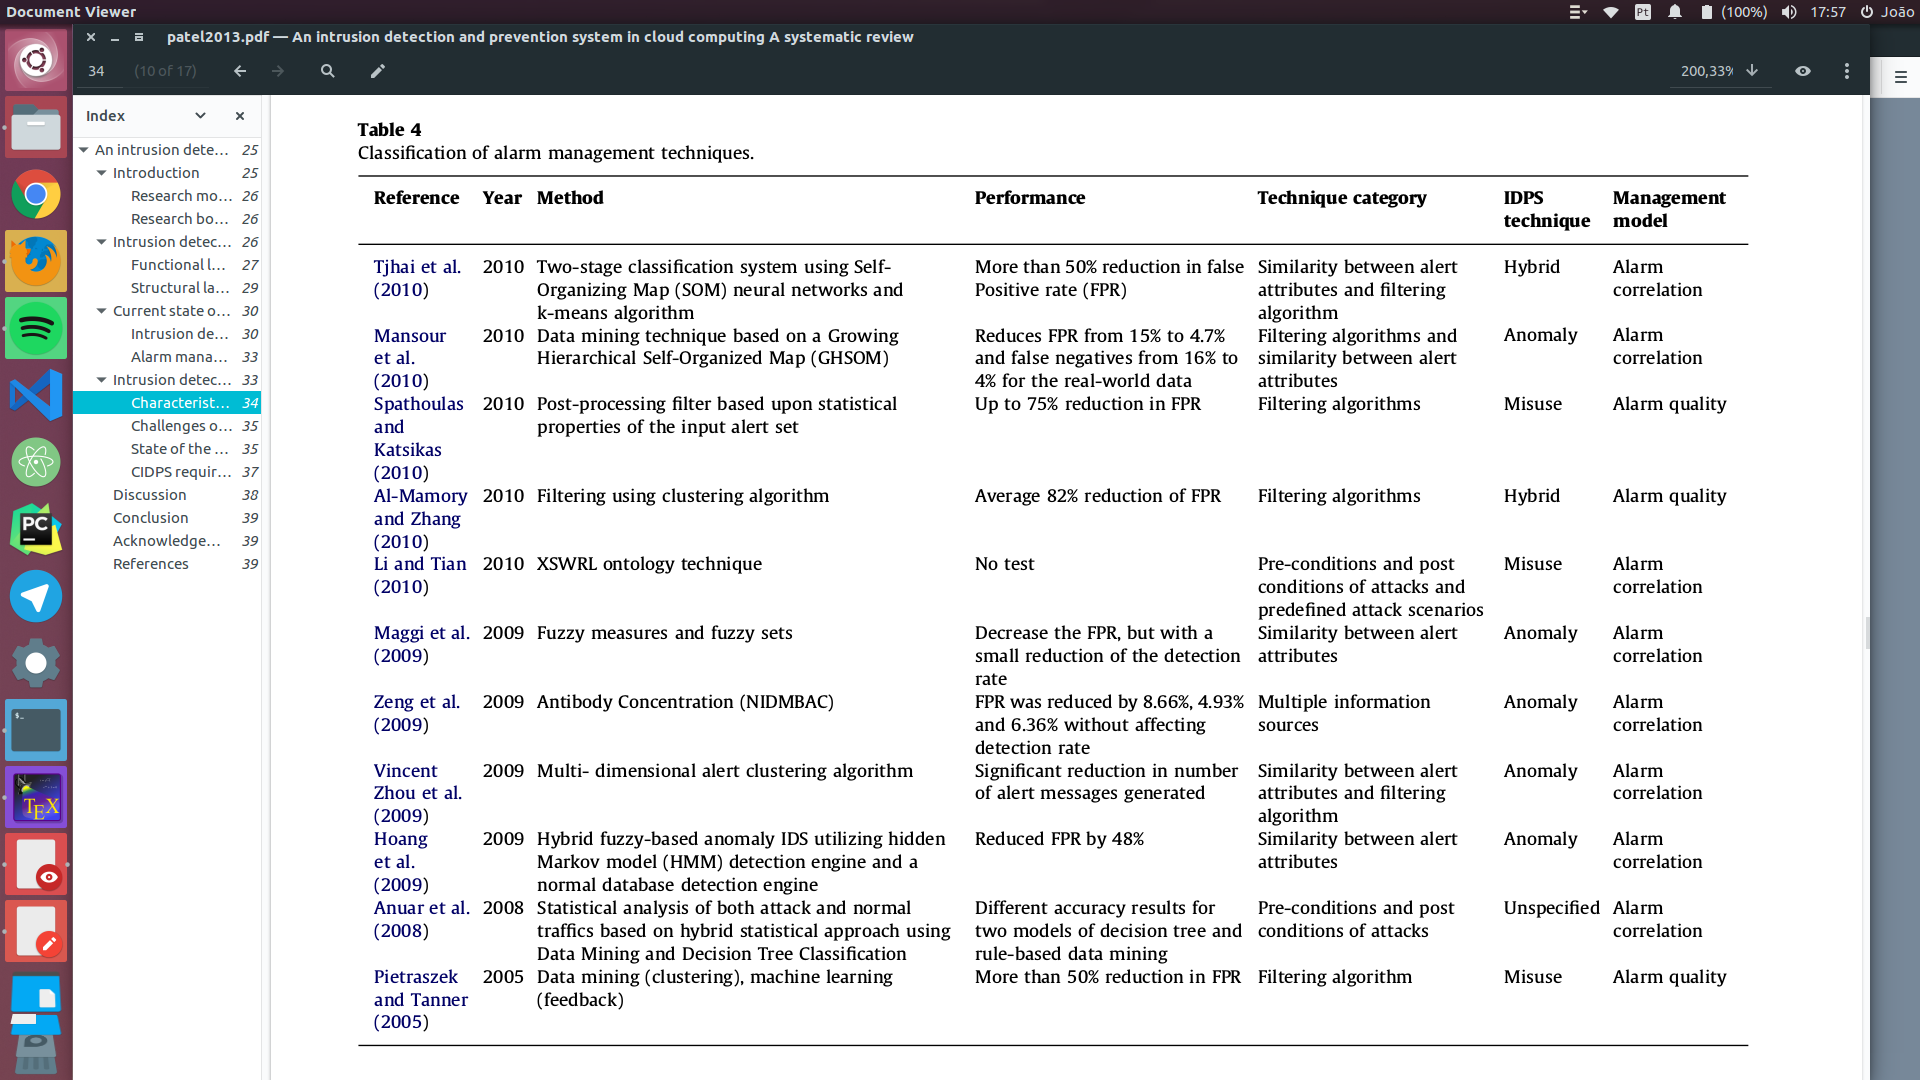 Document Viewer
Pt
(100%)
17:57
João
patel2013.pdf — An intrusion detection and prevention system in cloud computing A systematic review
34 (10 of 17)
200,33%
Index
An intrusion dete... 25
Introduction 25
Research mo... 26
Research bo... 26
Intrusion detec... 26
Functional l... 27
Structural la... 29
Current state o... 30
Intrusion de... 30
Alarm mana... 33
Intrusion detec... 33
Characterist... 34
Challenges o... 35
State of the ... 35
CIDPS requir... 37
Discussion 38
Conclusion 39
Acknowledge... 39
References 39
PC
TEX
Table 4
Classification of alarm management techniques.
Reference Year Method Performance Technique category IDPS Management
technique model
Tjhai et al. 2010 Two-stage classification system using Self- More than 50% reduction in false Similarity between alert Hybrid Alarm
(2010) Organizing Map (SOM) neural networks and Positive rate (FPR) attributes and filtering correlation
k-means algorithm algorithm
Mansour 2010 Data mining technique based on a Growing Reduces FPR from 15% to 4.7% Filtering algorithms and Anomaly Alarm
et al. Hierarchical Self-Organized Map (GHSOM) and false negatives from 16% to similarity between alert correlation
(2010) 4% for the real-world data attributes
Spathoulas 2010 Post-processing filter based upon statistical Up to 75% reduction in FPR Filtering algorithms Misuse Alarm quality
and properties of the input alert set
Katsikas
(2010)
Al-Mamory 2010 Filtering using clustering algorithm Average 82% reduction of FPR Filtering algorithms Hybrid Alarm quality
and Zhang
(2010)
Li and Tian 2010 XSWRL ontology technique No test Pre-conditions and post Misuse Alarm
(2010) conditions of attacks and correlation
predefined attack scenarios
Maggi et al. 2009 Fuzzy measures and fuzzy sets Decrease the FPR, but with a Similarity between alert Anomaly Alarm
(2009) small reduction of the detection attributes correlation
rate
Zeng et al. 2009 Antibody Concentration (NIDMBAC) FPR was reduced by 8.66%, 4.93% Multiple information Anomaly Alarm
(2009) and 6.36% without affecting sources correlation
detection rate
Vincent 2009 Multi- dimensional alert clustering algorithm Significant reduction in number Similarity between alert Anomaly Alarm
Zhou et al. of alert messages generated attributes and filtering correlation
(2009) algorithm
Hoang 2009 Hybrid fuzzy-based anomaly IDS utilizing hidden Reduced FPR by 48% Similarity between alert Anomaly Alarm
et al. Markov model (HMM) detection engine and a attributes correlation
(2009) normal database detection engine
Anuar et al. 2008 Statistical analysis of both attack and normal Different accuracy results for Pre-conditions and post Unspecified Alarm
(2008) traffics based on hybrid statistical approach using two models of decision tree and conditions of attacks correlation
Data Mining and Decision Tree Classification rule-based data mining
Pietraszek 2005 Data mining (clustering), machine learning More than 50% reduction in FPR Filtering algorithm Misuse Alarm quality
and Tanner (feedback)
(2005)